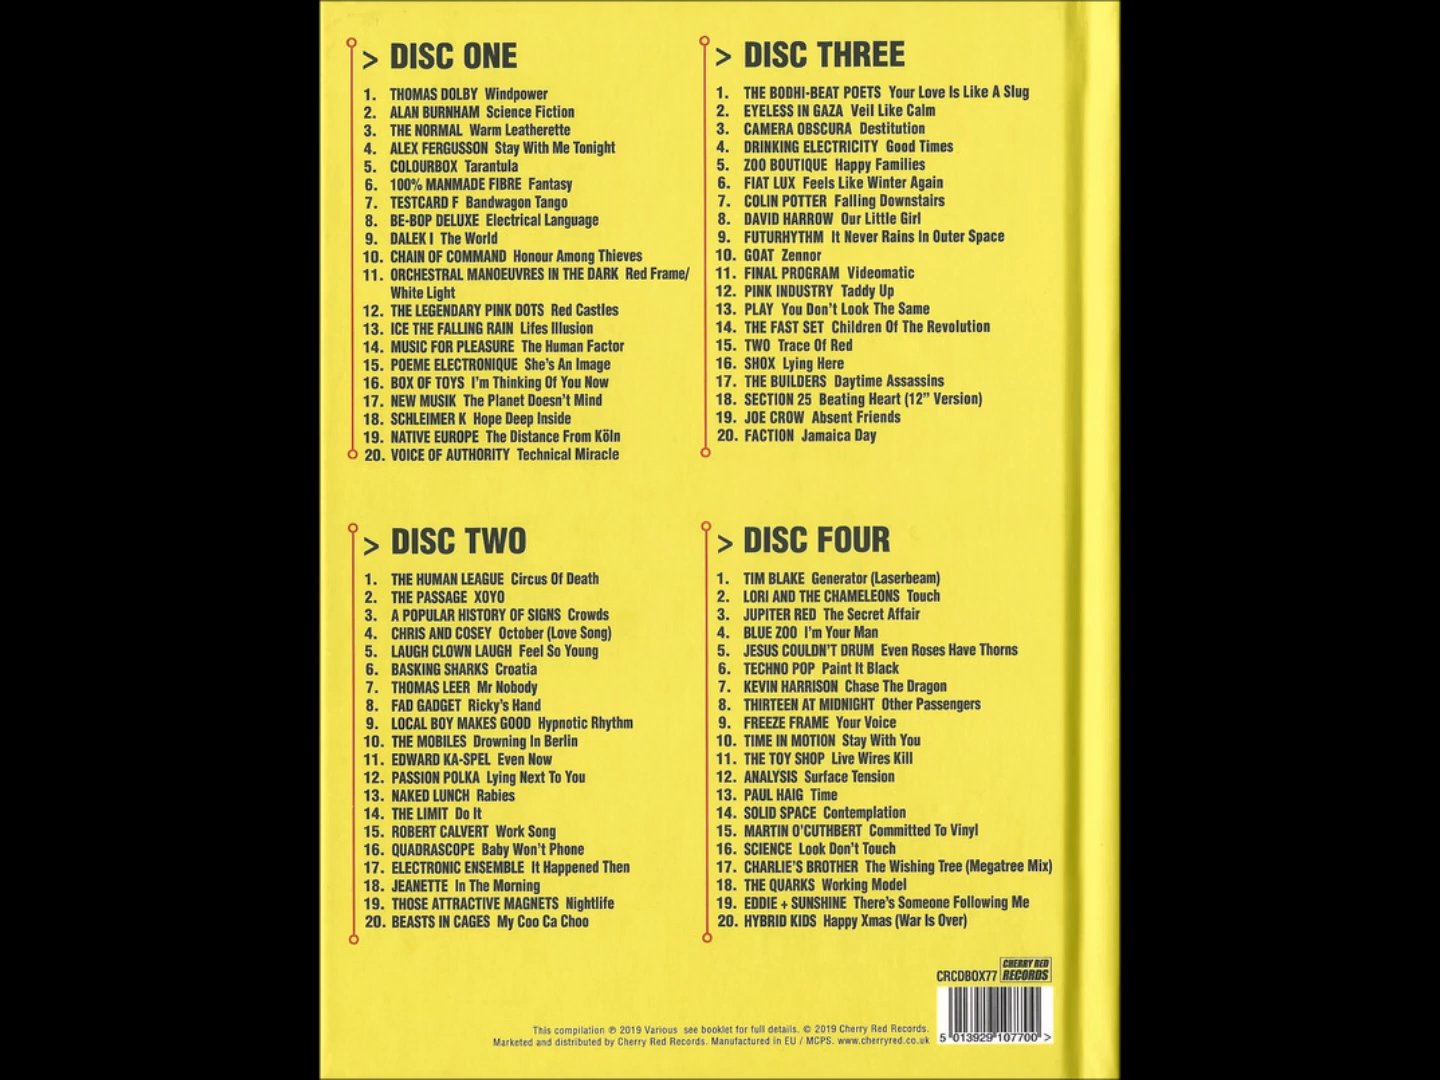 > DISC ONE
1. THOMAS DOLBY Windpower
2. ALAN BURNHAM Science Fiction
3. THE NORMAL Warm Leatherette
4. ALEX FERGUSSON Stay With Me Tonight
5. COLOURBOX Tarantula
6. 100% MANMADE FIBRE Fantasy
7. TESTCARD F Bandwagon Tango
8. BE-BOP DELUXE Electrical Language
9. DALEK I The World
10. CHAIN OF COMMAND Honour Among Thieves
11. ORCHESTRAL MANOEUVRES IN THE DARK Red Frame/
White Light
12. THE LEGENDARY PINK DOTS Red Castles
13. ICE THE FALLING RAIN Lifes Illusion
14. MUSIC FOR PLEASURE The Human Factor
15. POEME ELECTRONIQUE She's An Image
16. BOX OF TOYS I'm Thinking Of You Now
17. NEW MUSIK The Planet Doesn't Mind
18. SCHLEIMER K Hope Deep Inside
19. NATIVE EUROPE The Distance From Köln
20. VOICE OF AUTHORITY Technical Miracle
> DISC TWO
1. THE HUMAN LEAGUE Circus Of Death
2. THE PASSAGE XOYO
3. A POPULAR HISTORY OF SIGNS Crowds
4. CHRIS AND COSEY October (Love Song)
5. LAUGH CLOWN LAUGH Feel So Young
6. BASKING SHARKS Croatia
7. THOMAS LEER Mr Nobody
8. FAD GADGET Ricky's Hand
9. LOCAL BOY MAKES GOOD Hypnotic Rhythm
10. THE MOBILES Drowning In Berlin
11. EDWARD KA-SPEL Even Now
12. PASSION POLKA Lying Next To You
13. NAKED LUNCH Rabies
14. THE LIMIT Do It
15. ROBERT CALVERT Work Song
16. QUADRASCOPE Baby Won't Phone
17. ELECTRONIC ENSEMBLE It Happened Then
18. JEANETTE In The Morning
19. THOSE ATTRACTIVE MAGNETS Nightlife
20. BEASTS IN CAGES My Coo Ca Choo
> DISC THREE
1. THE BODHI-BEAT POETS Your Love Is Like A Slug
2. EYELESS IN GAZA Veil Like Calm
3. CAMERA OBSCURA Destitution
4. DRINKING ELECTRICITY Good Times
5. ZOO BOUTIQUE Happy Families
6. FIAT LUX Feels Like Winter Again
7. COLIN POTTER Falling Downstairs
8. DAVID HARROW Our Little Girl
9. FUTURHYTHM It Never Rains In Outer Space
10. GOAT Zennor
11. FINAL PROGRAM Videomatic
12. PINK INDUSTRY Taddy Up
13. PLAY You Don't Look The Same
14. THE FAST SET Children Of The Revolution
15. TWO Trace Of Red
16. SHOX Lying Here
17. THE BUILDERS Daytime Assassins
18. SECTION 25 Beating Heart (12" Version)
19. JOE CROW Absent Friends
20. FACTION Jamaica Day
> DISC FOUR
1. TIM BLAKE Generator (Laserbeam)
2. LORI AND THE CHAMELEONS Touch
3. JUPITER RED The Secret Affair
4. BLUE ZOO I'm Your Man
5. JESUS COULDN'T DRUM Even Roses Have Thorns
6. TECHNO POP Paint It Black
7. KEVIN HARRISON Chase The Dragon
8. THIRTEEN AT MIDNIGHT Other Passengers
9. FREEZE FRAME Your Voice
10. TIME IN MOTION Stay With You
11. THE TOY SHOP Live Wires Kill
12. ANALYSIS Surface Tension
13. PAUL HAIG Time
14. SOLID SPACE Contemplation
15. MARTIN O'CUTHBERT Committed To Vinyl
16. SCIENCE Look Don't Touch
17. CHARLIE'S BROTHER The Wishing Tree (Megatree Mix)
18. THE QUARKS Working Model
19. EDDIE + SUNSHINE There's Someone Following Me
20. HYBRID KIDS Happy Xmas (War Is Over)
CRCDBOX77 CHERRY RED RECORDS
This compilation ℗ 2019 Various see booklet for full details. © 2019 Cherry Red Records.
Marketed and distributed by Cherry Red Records. Manufactured in EU / MCPS. www.cherryred.co.uk
5 013929 107700 >